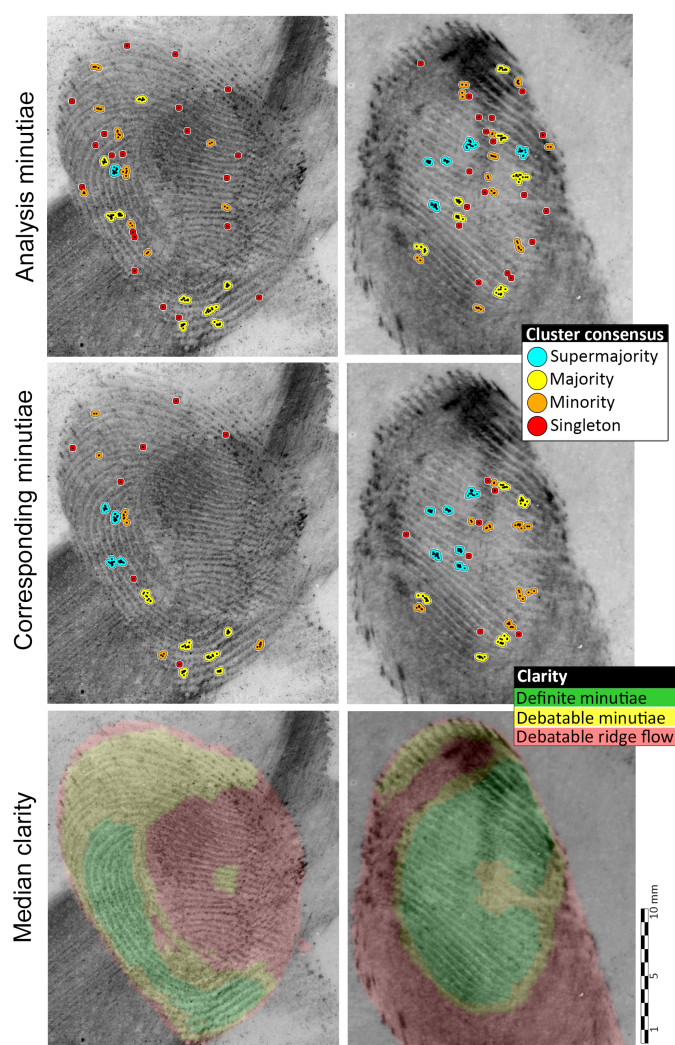 Analysis minutiae
Cluster consensus
Supermajority
Majority
Minority
Singleton
Corresponding minutiae
Clarity
Definite minutiae
Debatable minutiae
Debatable ridge flow
Median clarity
10 mm
5
1